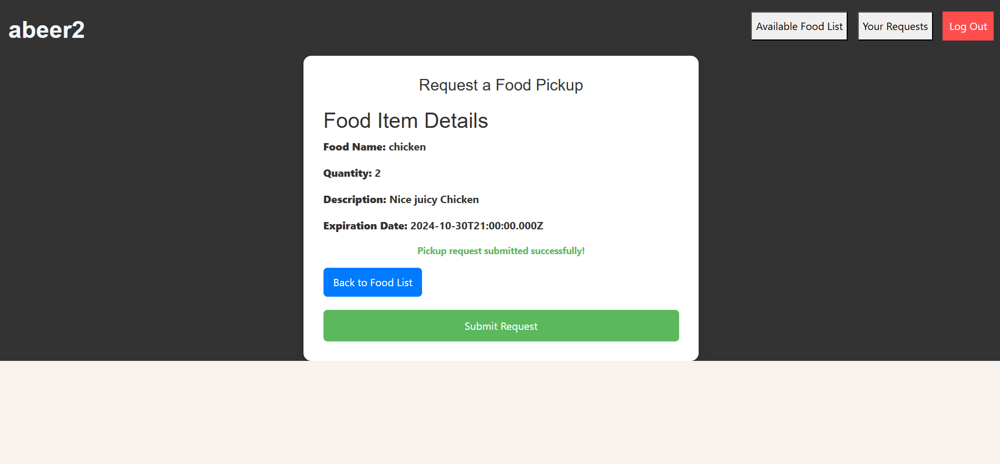 abeer2
Available Food List
Your Requests
Log Out
Request a Food Pickup
Food Item Details
Food Name: chicken
Quantity: 2
Description: Nice juicy Chicken
Expiration Date: 2024-10-30T21:00:00.000Z
Pickup request submitted successfully!
Back to Food List
Submit Request